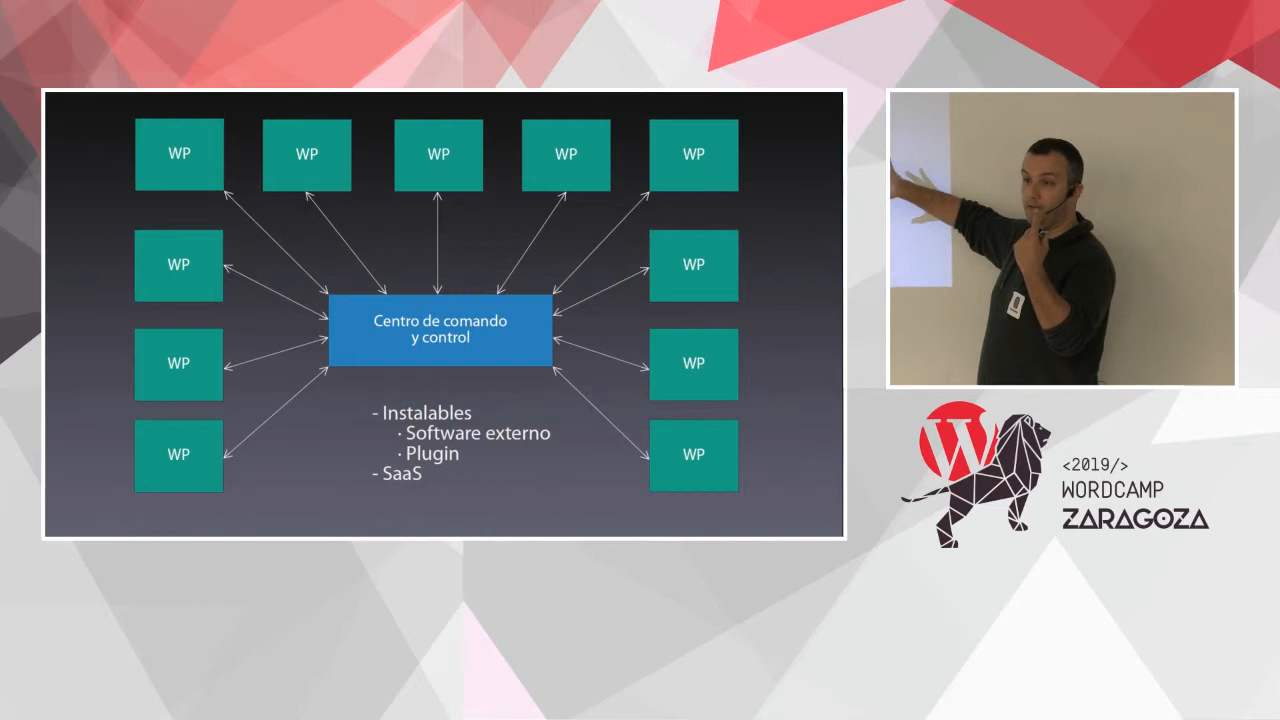 WP
WP
WP
WP
WP
WP
WP
Centro de comando
y control
WP
WP
- Instalables
· Software externo
· Plugin
- SaaS
WP
WP
W
<2019/>
WORDCAMP
ZARAGOZA